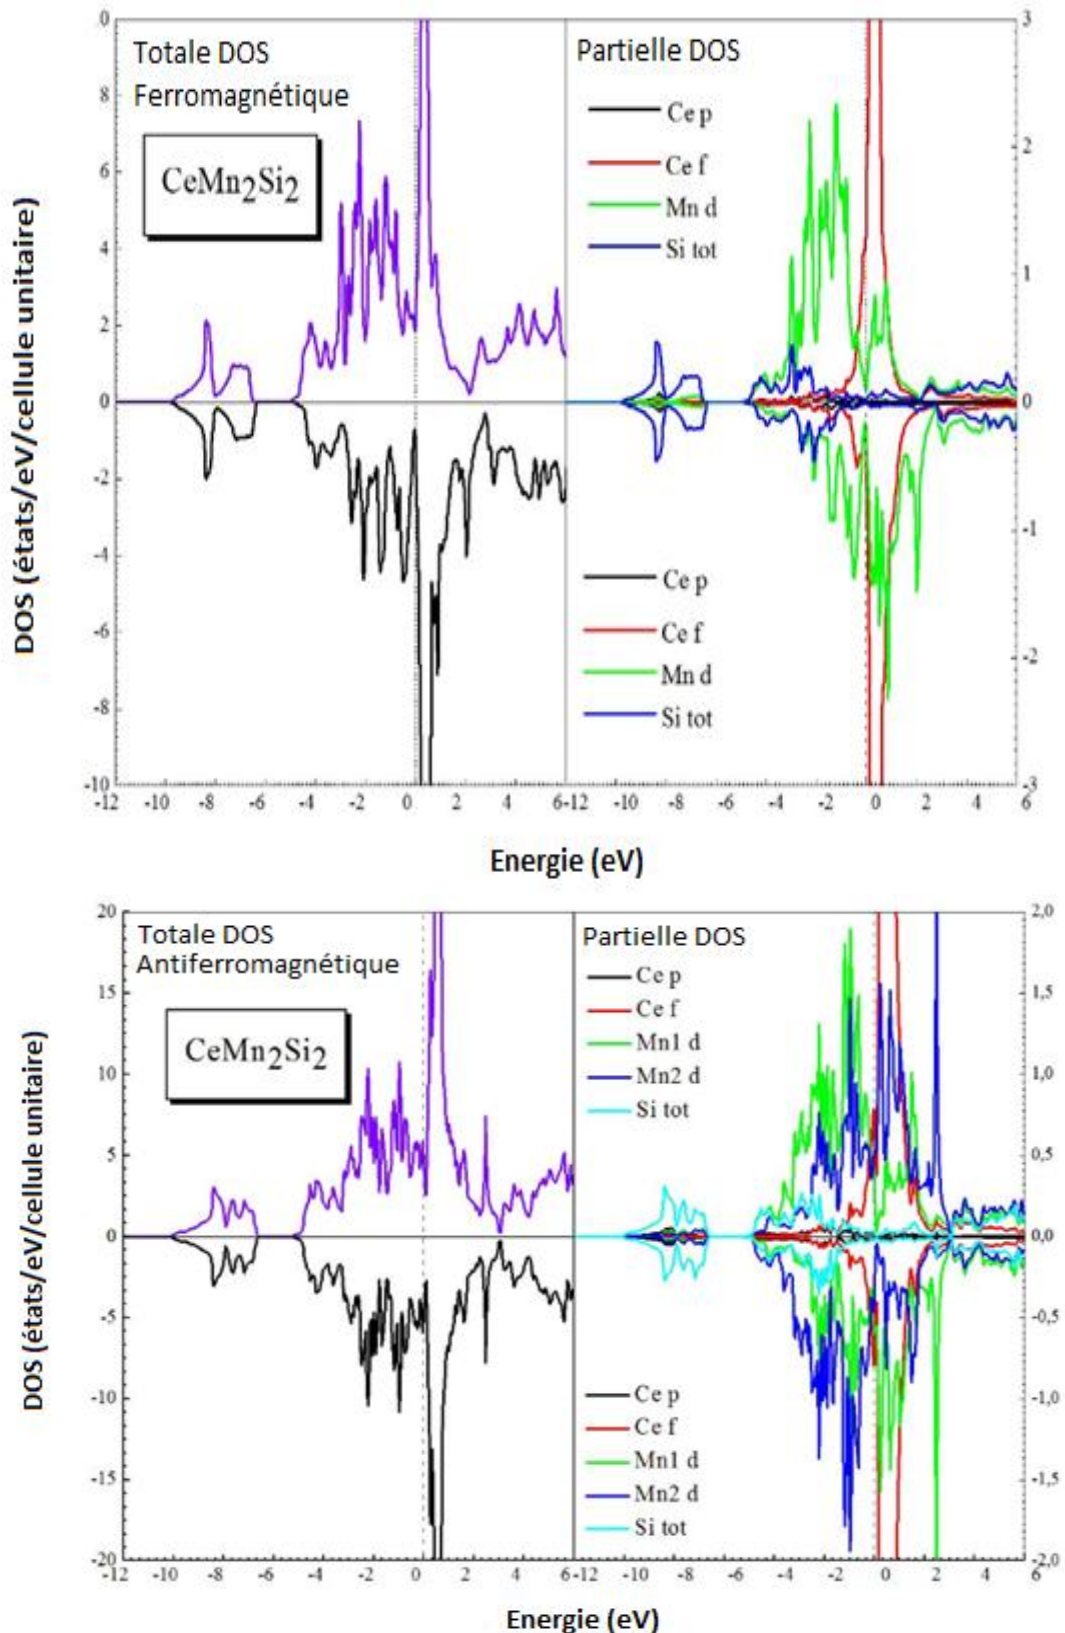 Totale DOS
Ferromagnétique
CeMn2Si2
Partielle DOS
Ce p
Ce f
Mn d
Si tot
Ce p
Ce f
Mn d
Si tot
DOS (états/eV/cellule unitaire)
0
8
6
4
2
0
-2
-4
-6
-8
-10
3
2
1
0
-1
-2
-3
-12 -10 -8 -6 -4 -2 0 2 4 6-12 -10 -8 -6 -4 -2 0 2 4 6
Energie (eV)
Totale DOS
Antiferromagnétique
CeMn2Si2
Partielle DOS
Ce p
Ce f
Mn1 d
Mn2 d
Si tot
Ce p
Ce f
Mn1 d
Mn2 d
Si tot
DOS (états/eV/cellule unitaire)
20
15
10
5
0
-5
-10
-15
-20
2,0
1,5
1,0
0,5
0,0
-0,5
-1,0
-1,5
-2,0
-12 -10 -8 -6 -4 -2 0 2 4 6-12 -10 -8 -6 -4 -2 0 2 4 6
Energie (eV)